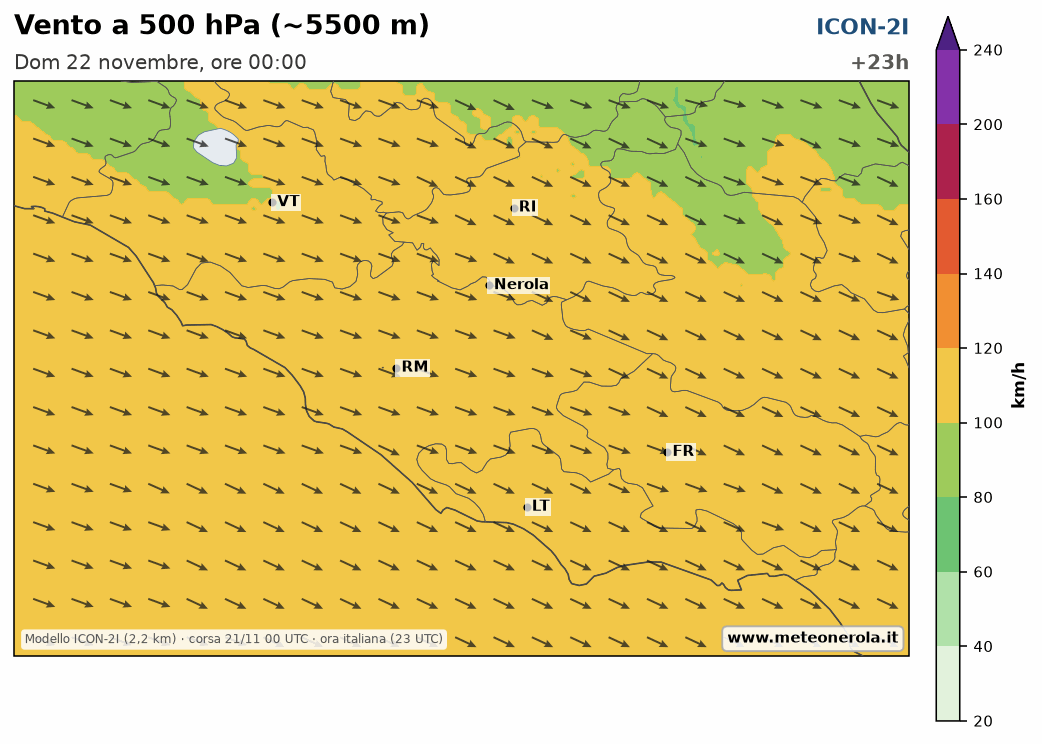 Vento a 500 hPa (~5500 m)
ICON-2I
Dom 22 novembre, ore 00:00
+23h
VT
RI
Nerola
RM
FR
LT
Modello ICON-2I (2,2 km) · corsa 21/11 00 UTC · ora italiana (23 UTC)
www.meteonerola.it
240
200
160
140
120
100
80
60
40
20
km/h